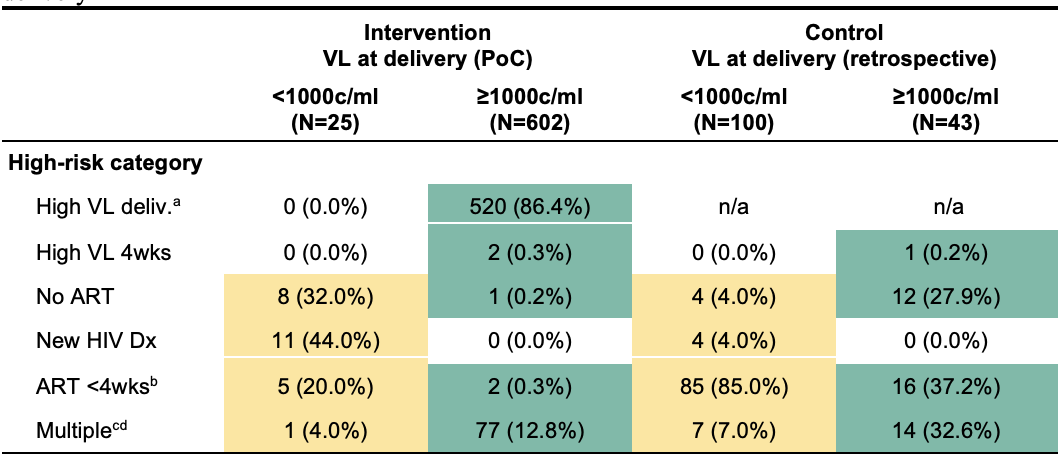 Intervention Control
VL at delivery (PoC) VL at delivery (retrospective)
<1000c/ml ≥1000c/ml <1000c/ml ≥1000c/ml
(N=25) (N=602) (N=100) (N=43)
High-risk category
High VL deliv.a 0 (0.0%) 520 (86.4%) n/a n/a
High VL 4wks 0 (0.0%) 2 (0.3%) 0 (0.0%) 1 (0.2%)
No ART 8 (32.0%) 1 (0.2%) 4 (4.0%) 12 (27.9%)
New HIV Dx 11 (44.0%) 0 (0.0%) 4 (4.0%) 0 (0.0%)
ART <4wksb 5 (20.0%) 2 (0.3%) 85 (85.0%) 16 (37.2%)
Multiplecd 1 (4.0%) 77 (12.8%) 7 (7.0%) 14 (32.6%)